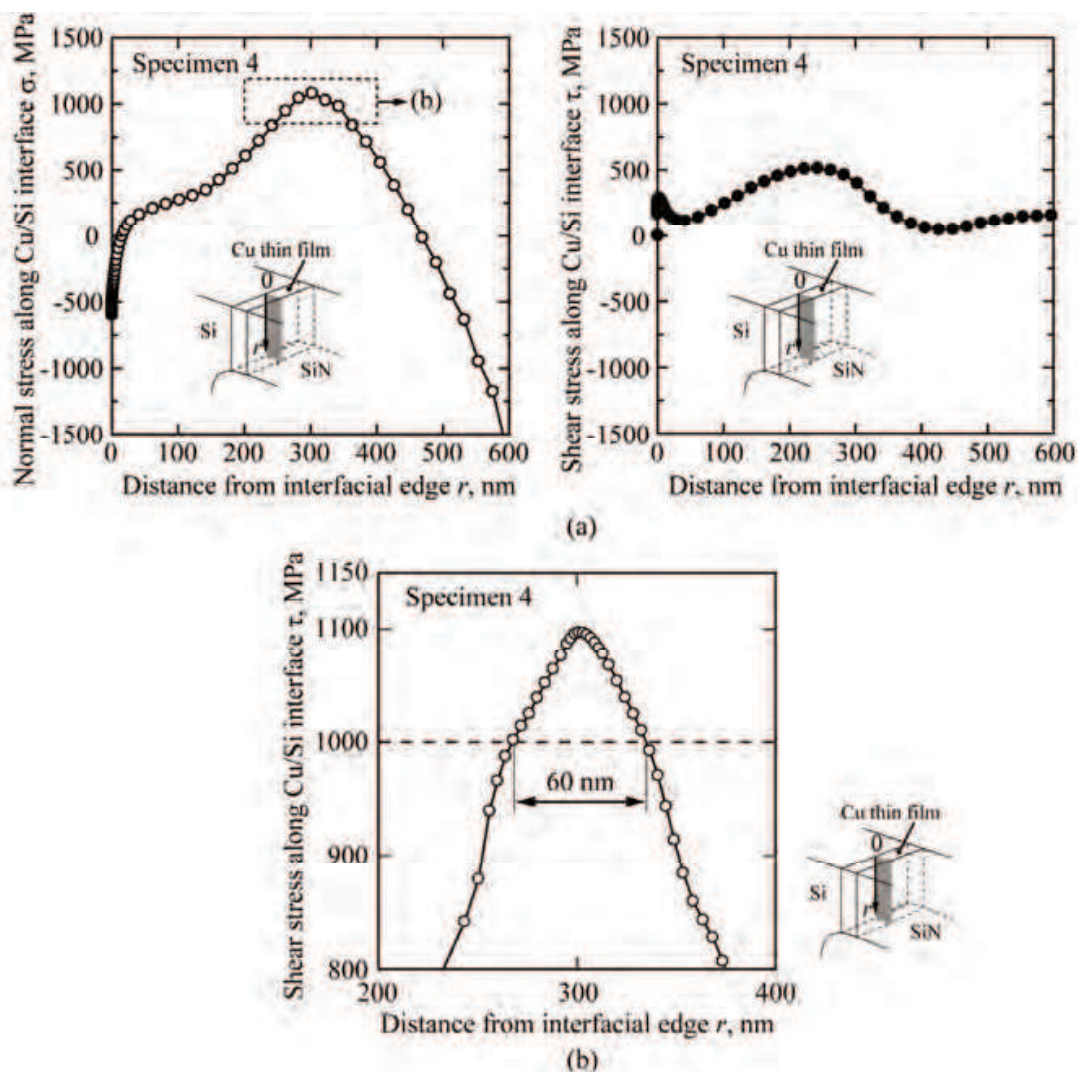 Normal stress along Cu/Si interface σ, MPa
1500
1000
500
0
-500
-1000
-1500
Specimen 4
(b)
Cu thin film
0
Si
r
SiN
0 100 200 300 400 500 600
Distance from interfacial edge r, nm
Shear stress along Cu/Si interface τ, MPa
1500
1000
500
0
-500
-1000
-1500
Specimen 4
Cu thin film
0
Si
r
SiN
0 100 200 300 400 500 600
Distance from interfacial edge r, nm
(a)
Shear stress along Cu/Si interface τ, MPa
1150
1100
1000
900
800
Specimen 4
60 nm
200 300 400
Distance from interfacial edge r, nm
Cu thin film
0
Si
r
SiN
(b)